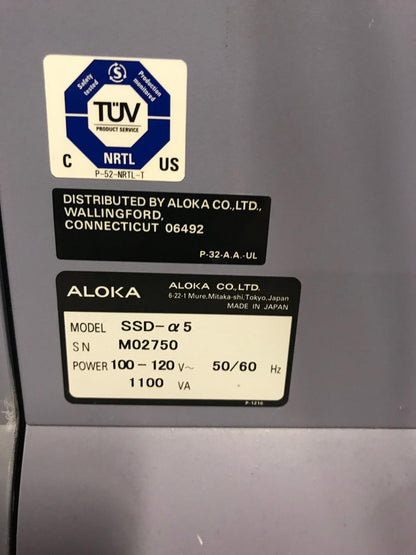 Safety tested
S
Production monitored
TÜV
PRODUCT SERVICE
NRTL
C US
P-52-NRTL-T
DISTRIBUTED BY ALOKA CO.,LTD.,
WALLINGFORD,
CONNECTICUT 06492
P-32-A.A.-UL
ALOKA ALOKA CO.,LTD.
6-22-1 Mure,Mitaka-shi,Tokyo,Japan
MADE IN JAPAN
MODEL SSD-α5
S N M02750
POWER 100-120 V~ 50/60 Hz
1100 VA
P-1216